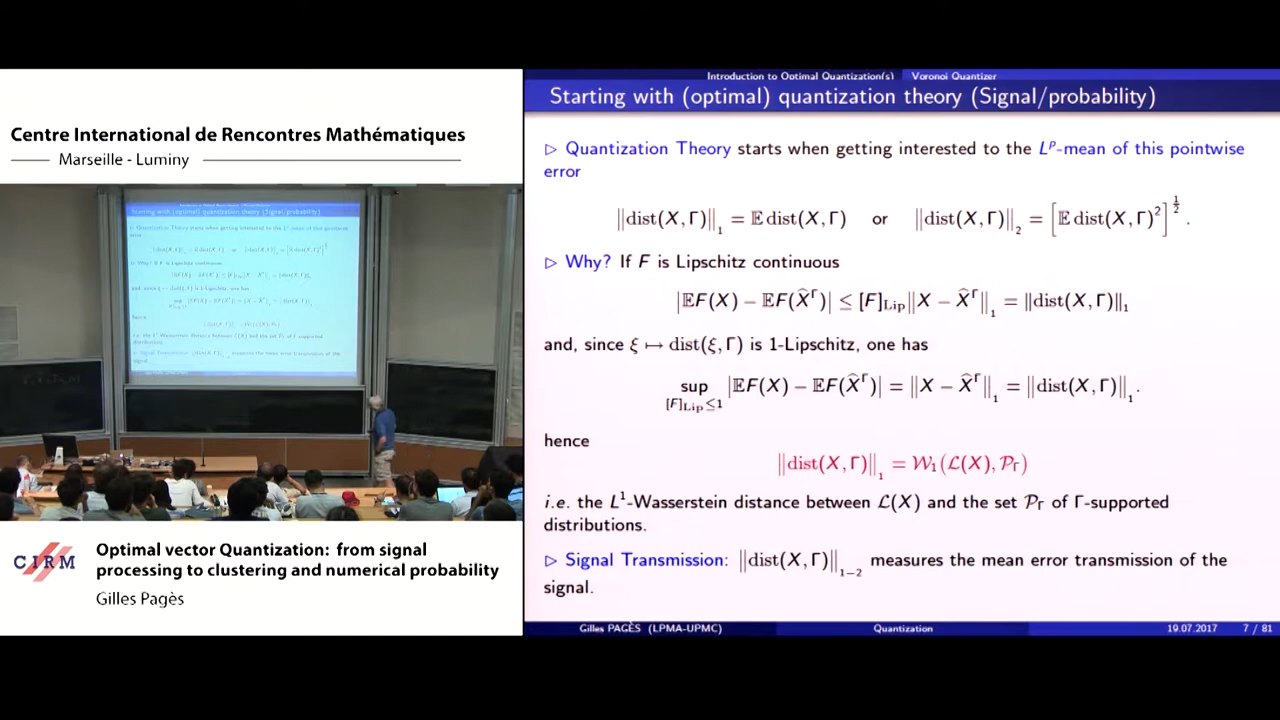 Centre International de Rencontres Mathématiques
Marseille - Luminy
CIRM
Optimal vector Quantization: from signal
processing to clustering and numerical probability
Gilles Pagès
Introduction to Optimal Quantization(s) Voronoi Quantizer
Starting with (optimal) quantization theory (Signal/probability)
▷ Quantization Theory starts when getting interested to the L^p-mean of this pointwise
error
‖dist(X, Γ)‖₁ = 𝔼 dist(X, Γ) or ‖dist(X, Γ)‖₂ = [𝔼 dist(X, Γ)²]^{1/2}.
▷ Why? If F is Lipschitz continuous
|𝔼F(X) − 𝔼F(X̂^Γ)| ≤ [F]_Lip ‖X − X̂^Γ‖₁ = ‖dist(X, Γ)‖₁
and, since ξ ↦ dist(ξ, Γ) is 1-Lipschitz, one has
sup_{[F]_Lip ≤ 1} |𝔼F(X) − 𝔼F(X̂^Γ)| = ‖X − X̂^Γ‖₁ = ‖dist(X, Γ)‖₁.
hence
‖dist(X, Γ)‖₁ = 𝒲₁(ℒ(X), 𝒫_Γ)
i.e. the L¹-Wasserstein distance between ℒ(X) and the set 𝒫_Γ of Γ-supported
distributions.
▷ Signal Transmission: ‖dist(X, Γ)‖_{1−2} measures the mean error transmission of the
signal.
Gilles PAGÈS (LPMA-UPMC) Quantization 19.07.2017 7 / 81